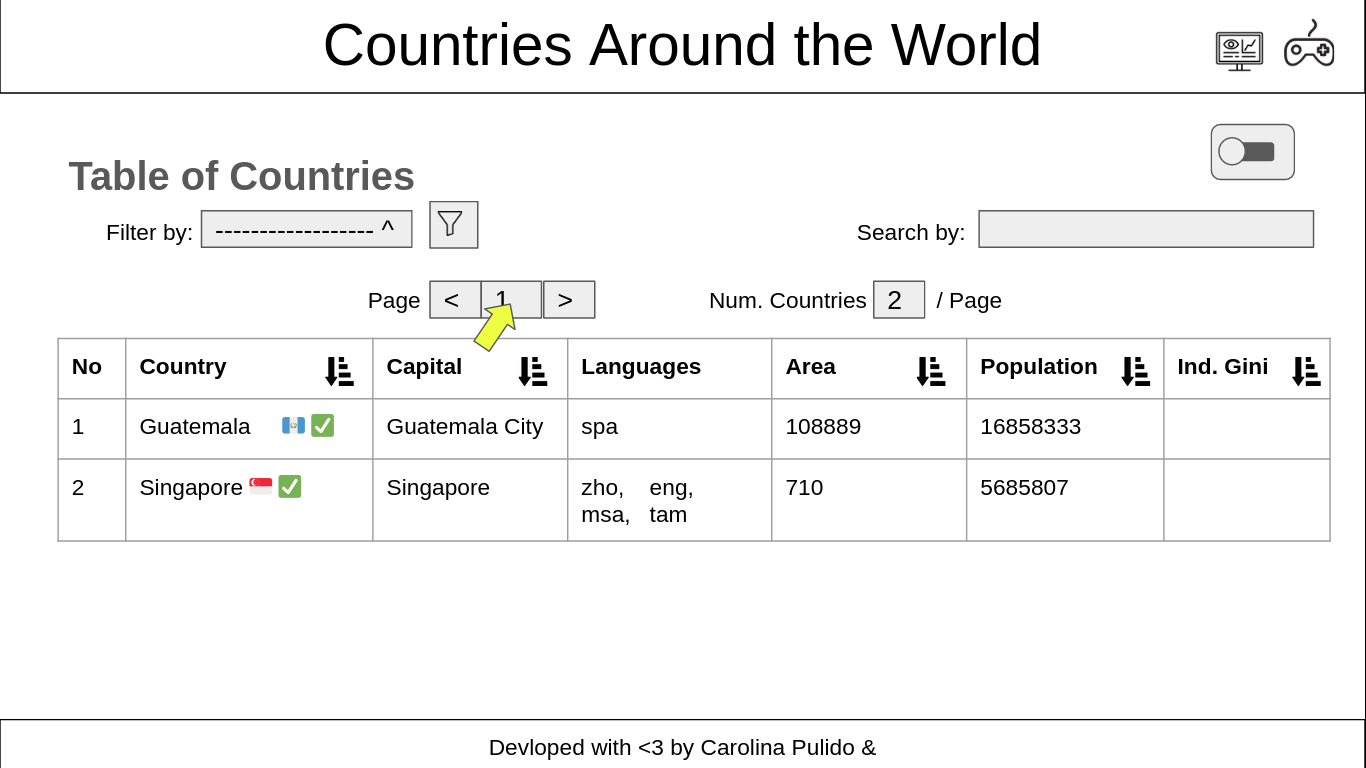 Countries Around the World
Table of Countries
Filter by: ------------------ ^
Search by:
Page < 1 > Num. Countries 2 / Page
No Country Capital Languages Area Population Ind. Gini
1 Guatemala Guatemala City spa 108889 16858333
2 Singapore Singapore zho, eng, 710 5685807
msa, tam
Devloped with <3 by Carolina Pulido &